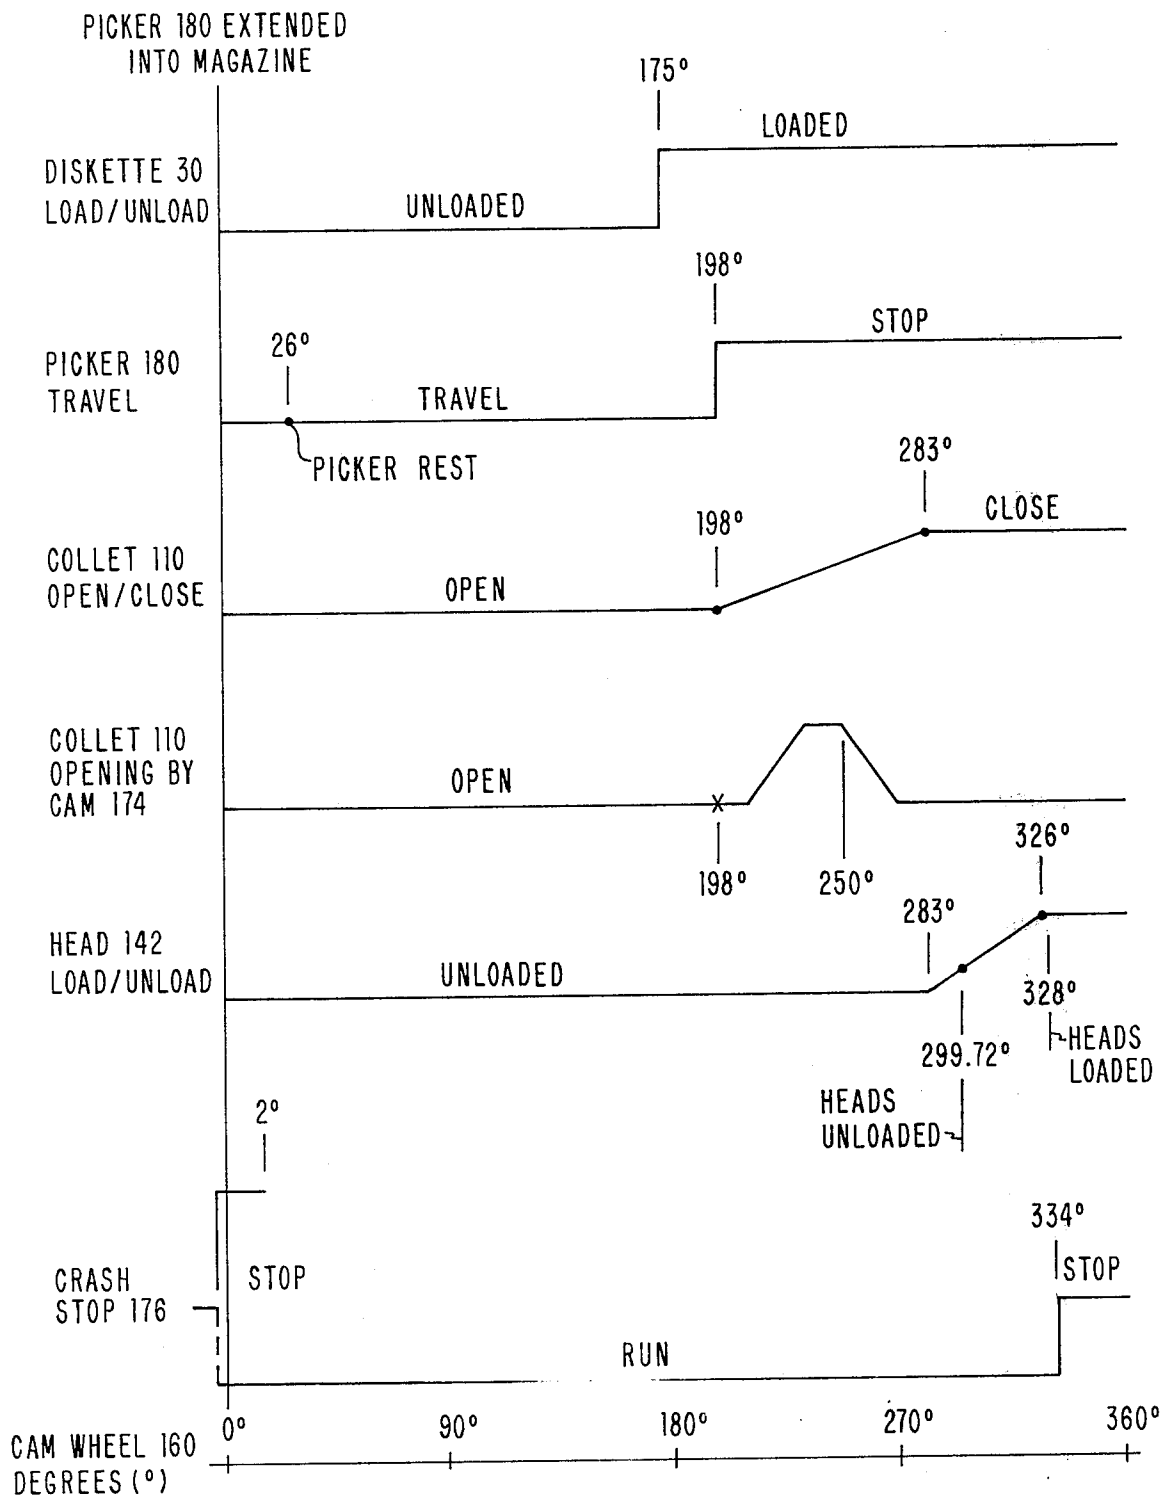 PICKER 180 EXTENDED
INTO MAGAZINE
175°
LOADED
DISKETTE 30
LOAD/UNLOAD
UNLOADED
198°
STOP
26°
PICKER 180
TRAVEL
TRAVEL
PICKER REST
283°
CLOSE
198°
COLLET 110
OPEN/CLOSE
OPEN
COLLET 110
OPENING BY
CAM 174
OPEN
198°
250°
326°
283°
HEAD 142
LOAD/UNLOAD
UNLOADED
328°
HEADS
LOADED
299.72°
HEADS
UNLOADED
2°
334°
STOP
CRASH
STOP 176
STOP
RUN
0°
90°
180°
270°
360°
CAM WHEEL 160
DEGREES (°)